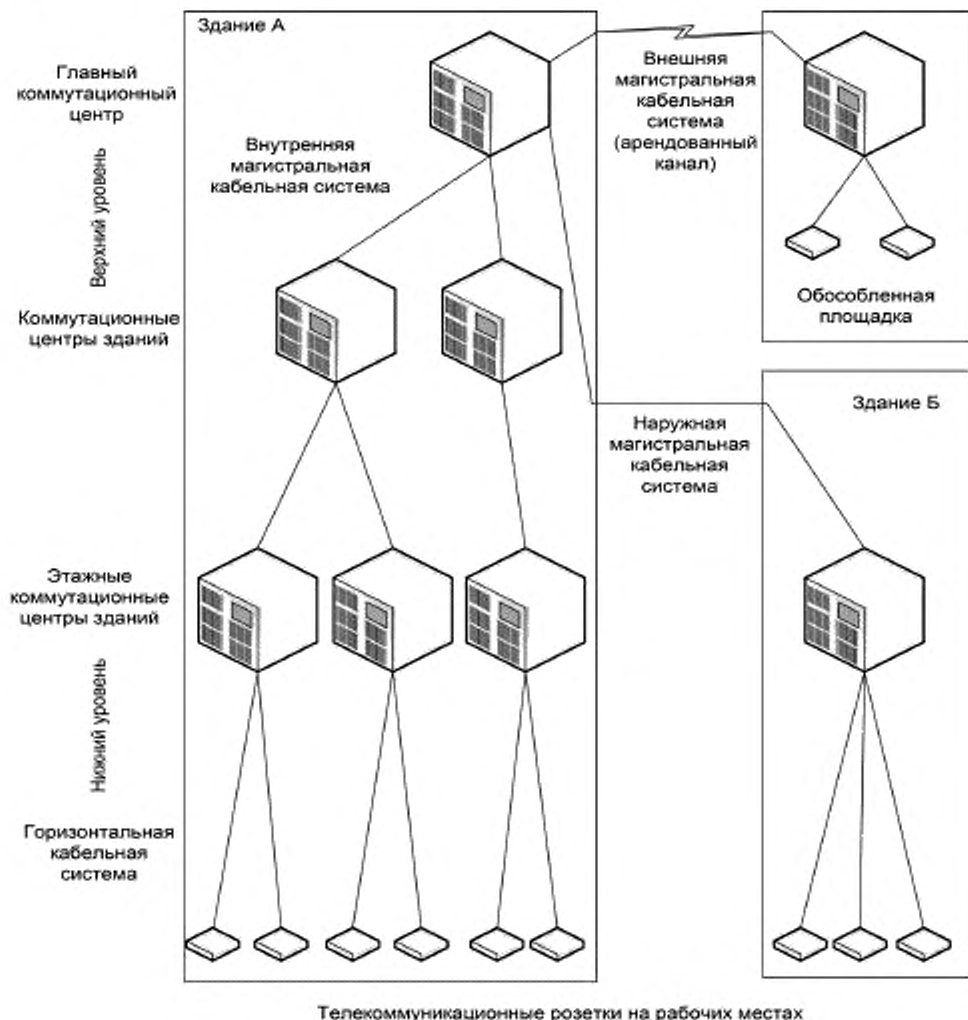 Здание А
Главный
коммутационный
центр
Верхний уровень
Внутренняя
магистральная
кабельная система
Внешняя
магистральная
кабельная
система
(арендованный
канал)
Обособленная
площадка
Коммутационные
центры зданий
Здание Б
Наружная
магистральная
кабельная
система
Этажные
коммутационные
центры зданий
Нижний уровень
Горизонтальная
кабельная
система
Телекоммуникационные розетки на рабочих местах